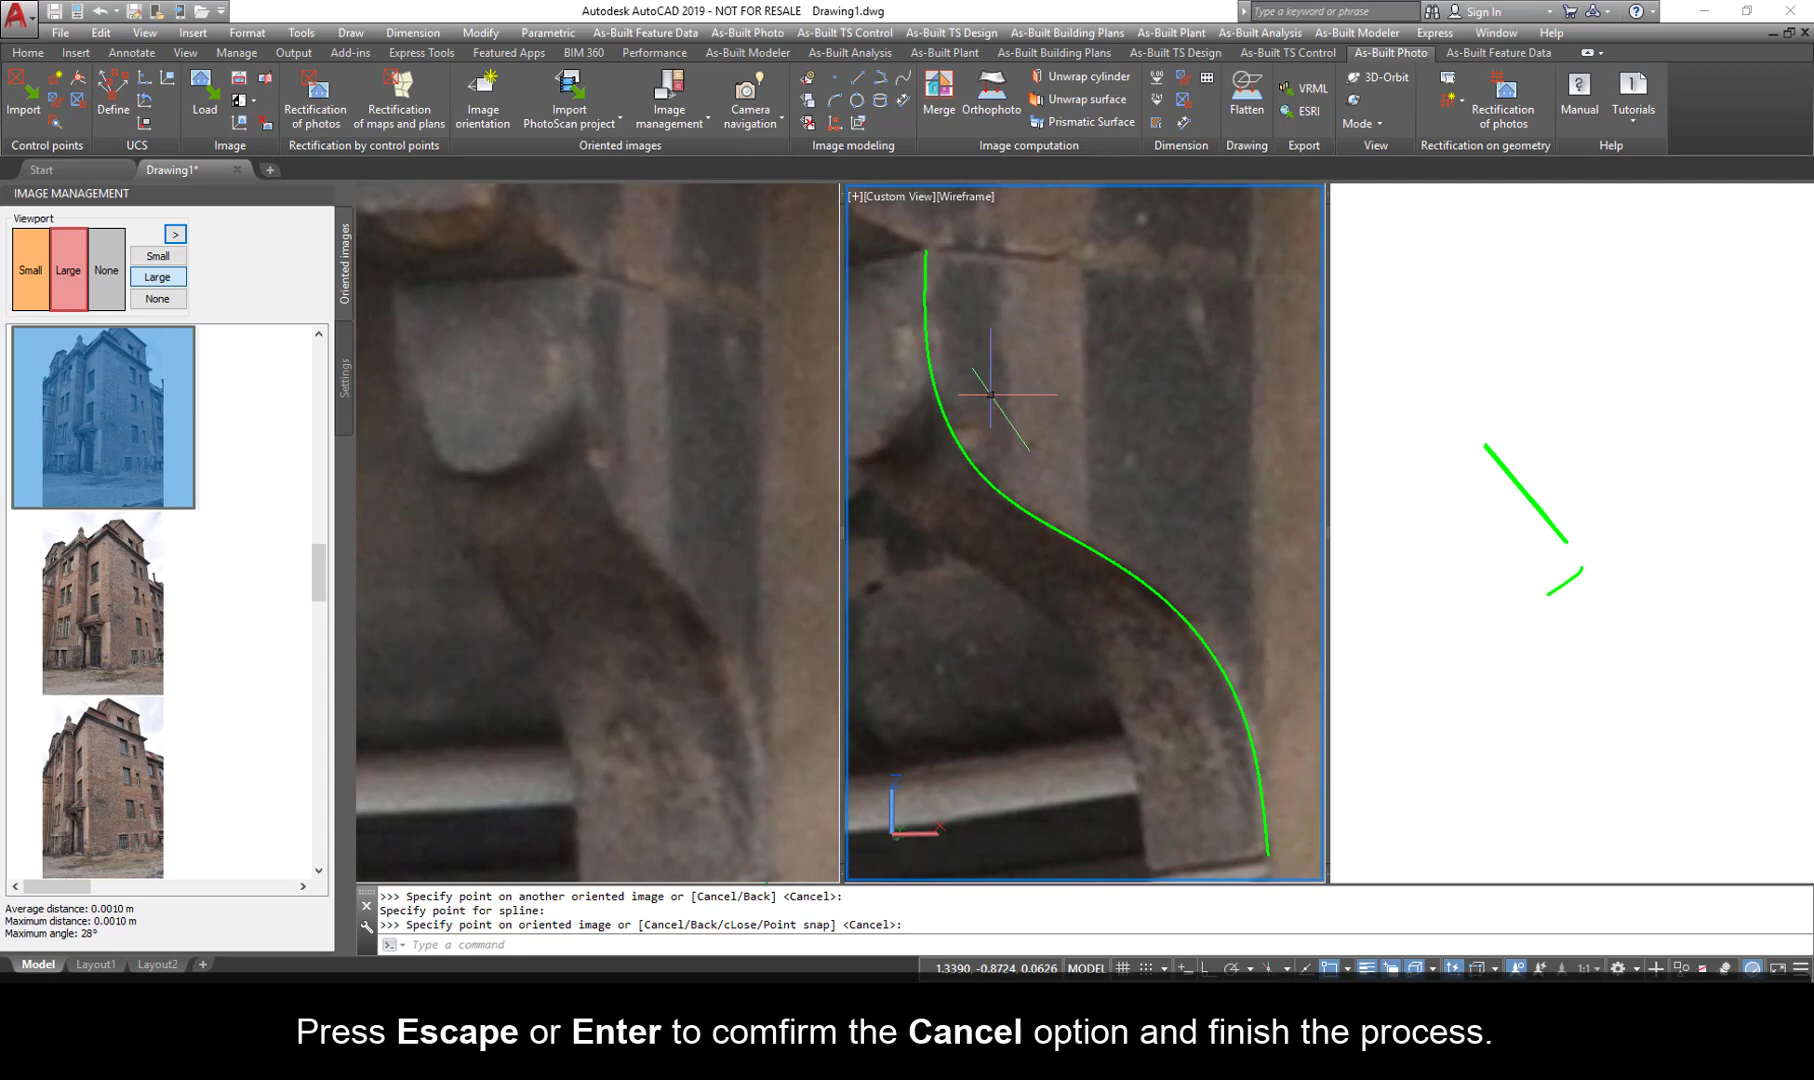 Autodesk AutoCAD 2019 - NOT FOR RESALE Drawing1.dwg
Type a keyword or phrase
Sign In
File Edit View Insert Format Tools Draw Dimension Modify Parametric As-Built Feature Data As-Built Photo As-Built TS Control As-Built TS Design As-Built Building Plans As-Built Plant As-Built Analysis As-Built Modeler Express Window Help
Home Insert Annotate View Manage Output Add-ins Express Tools Featured Apps BIM 360 Performance As-Built Modeler As-Built Analysis As-Built Plant As-Built Building Plans As-Built TS Design As-Built TS Control As-Built Photo As-Built Feature Data
Import
Define
Load
Rectification of photos
Rectification of maps and plans
Image orientation
Import PhotoScan project
Image management
Camera navigation
Merge
Orthophoto
Unwrap cylinder
Unwrap surface
Prismatic Surface
Flatten
VRML
ESRI
3D-Orbit
Mode
Rectification of photos
Manual
Tutorials
Control points UCS Image Rectification by control points Oriented images Image modeling Image computation Dimension Drawing Export View Rectification on geometry Help
Start
Drawing1*
IMAGE MANAGEMENT
Viewport
>
Small
Large
None
Small
Large
None
Oriented images
Settings
[+][Custom View][Wireframe]
Z
X
Average distance: 0.0010 m
Maximum distance: 0.0010 m
Maximum angle: 28°
>>> Specify point on another oriented image or [Cancel/Back] <Cancel>:
Specify point for spline:
>>> Specify point on oriented image or [Cancel/Back/cLose/Point snap] <Cancel>:
Type a command
Model Layout1 Layout2 +
1.3390, -0.8724, 0.0626 MODEL
1:1
Press Escape or Enter to comfirm the Cancel option and finish the process.